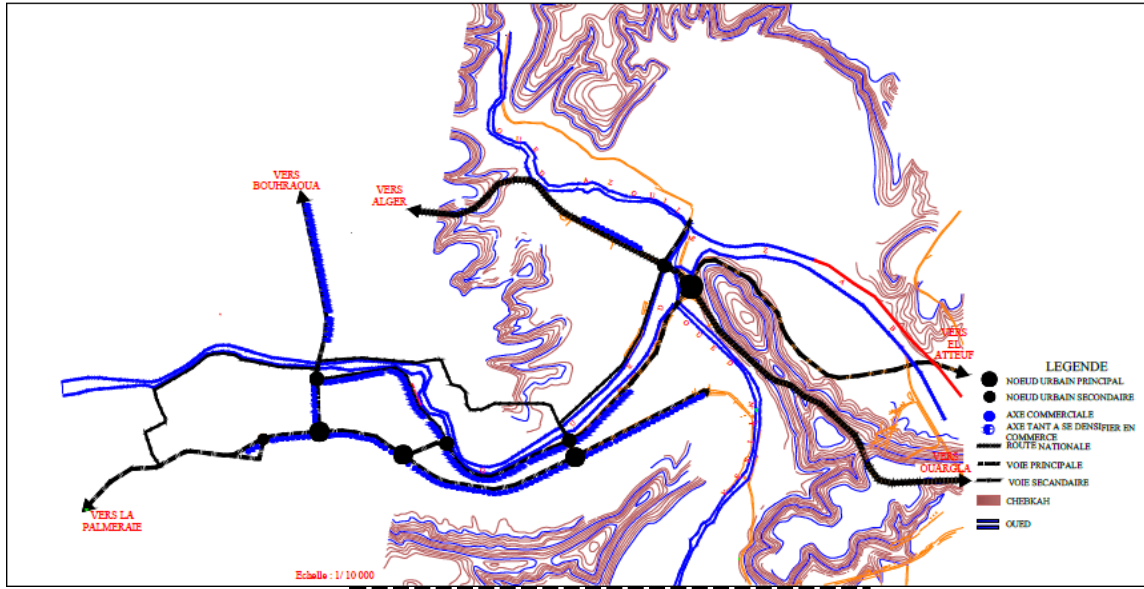 VERS
BOUHRAOUA
VERS
ALGER
VERS
EL
ATTEUF
VERS
OUARGLA
VERS LA
PALMERAIE
Echelle : 1/ 10 000
LEGENDE
NOEUD URBAIN PRINCIPAL
NOEUD URBAIN SECONDAIRE
AXE COMMERCIALE
AXE TANT A SE DENSIFIER EN
COMMERCE
ROUTE NATIONALE
VOIE PRINCIPALE
VOIE SECANDAIRE
CHEBKAH
OUED